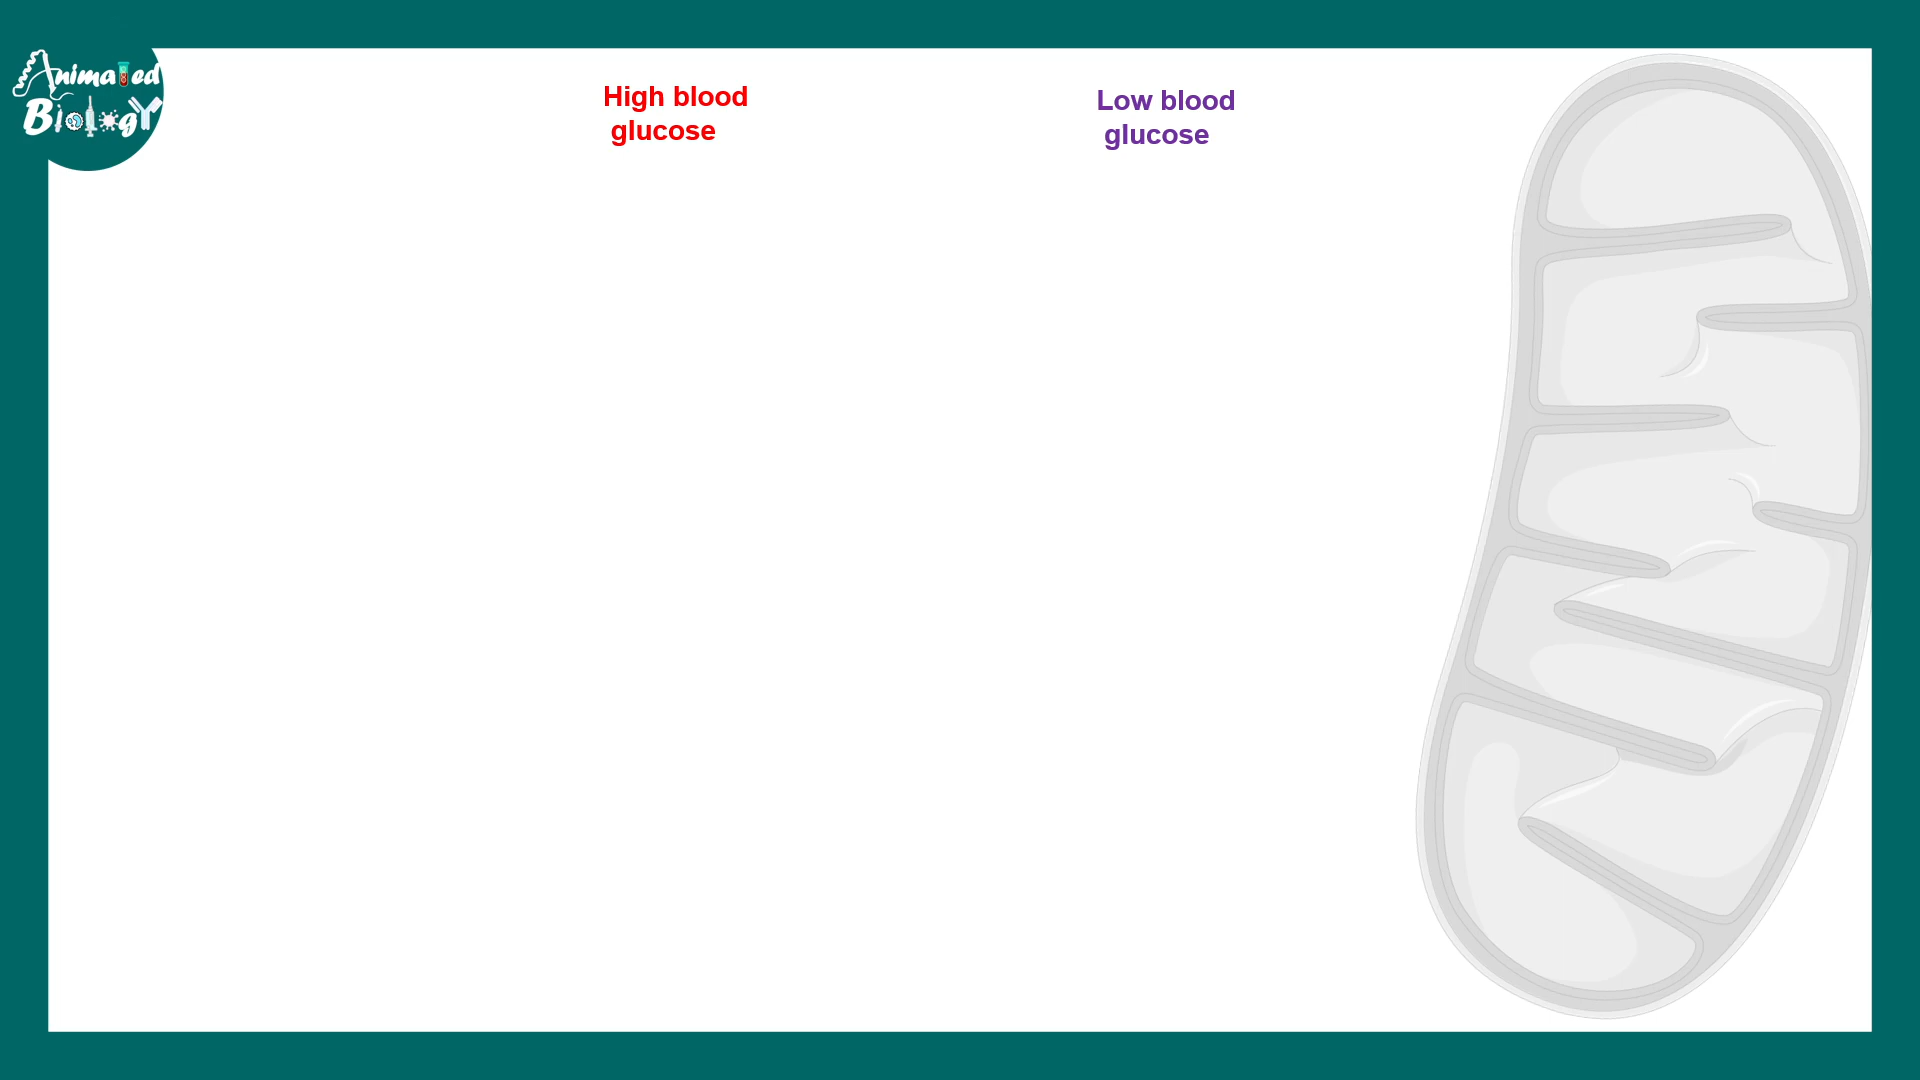 Animated
Biology
High blood
glucose
Low blood
glucose